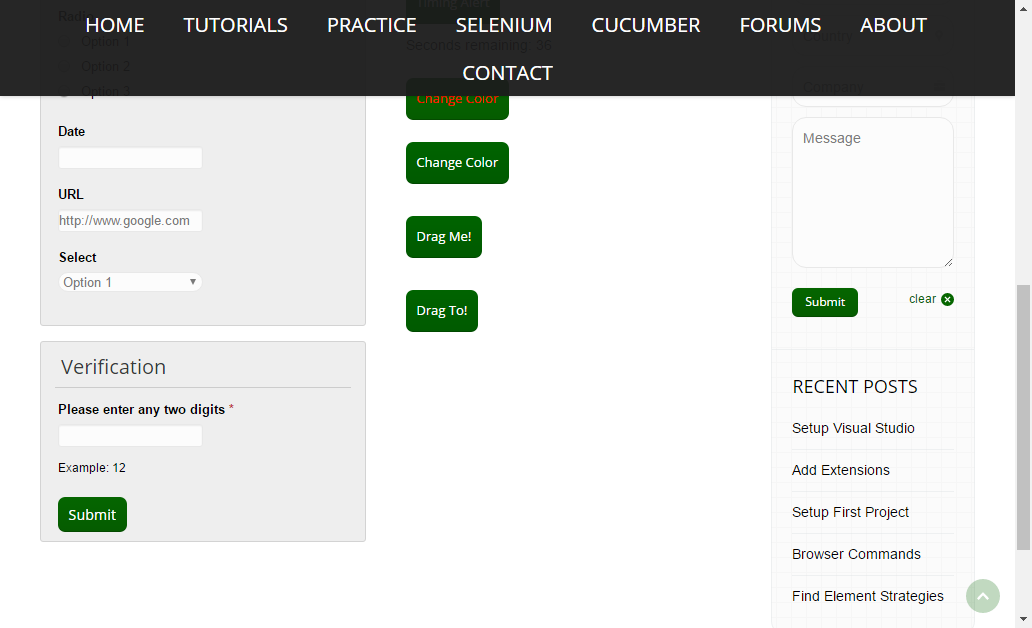 HOME TUTORIALS PRACTICE SELENIUM CUCUMBER FORUMS ABOUT
CONTACT
Timing Alert
Option 1
Option 2
Option 3
Seconds remaining: 36
Country
Company
Change Color
Date
URL
http://www.google.com
Select
Option 1
Verification
Please enter any two digits *
Example: 12
Submit
Change Color
Drag Me!
Drag To!
Message
Submit
clear
RECENT POSTS
Setup Visual Studio
Add Extensions
Setup First Project
Browser Commands
Find Element Strategies